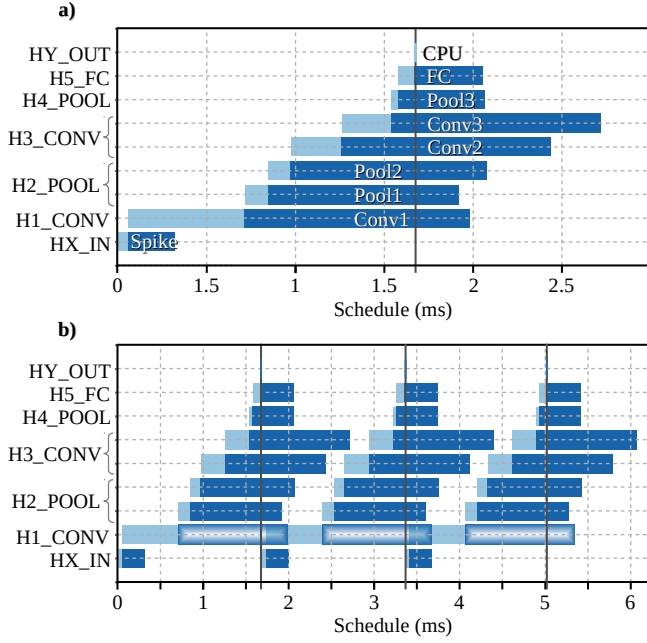 a)
HY_OUT
CPU
H5_FC
FC
H4_POOL
Pool3
Conv3
H3_CONV
Conv2
Pool2
H2_POOL
Pool1
H1_CONV
Conv1
HX_IN
Spike
0 1.5 1 1.5 2 2.5
Schedule (ms)
b)
HY_OUT
H5_FC
H4_POOL
H3_CONV
H2_POOL
H1_CONV
HX_IN
0 1 2 3 4 5 6
Schedule (ms)